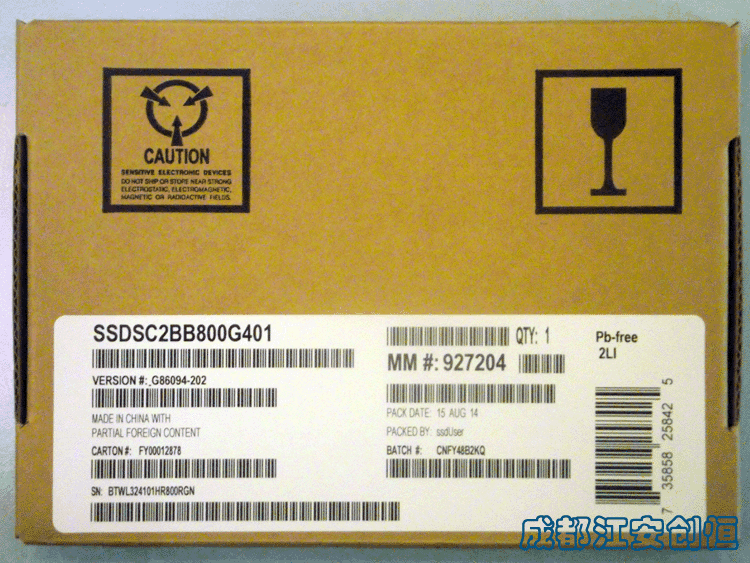 CAUTION
SENSITIVE ELECTRONIC DEVICES
DO NOT SHIP OR STORE NEAR STRONG
ELECTROSTATIC, ELECTROMAGNETIC,
MAGNETIC OR RADIOACTIVE FIELDS.
SSDSC2BB800G401
VERSION #: G86094-202
MADE IN CHINA WITH
PARTIAL FOREIGN CONTENT
CARTON #: FY00012878
SN: BTWL324101HR800RGN
QTY: 1
MM #: 927204
PACK DATE: 15 AUG 14
PACKED BY: ssdUser
BATCH #: CNFY48B2KQ
Pb-free
2LI
7 35858 25842 5
成都江安创恒